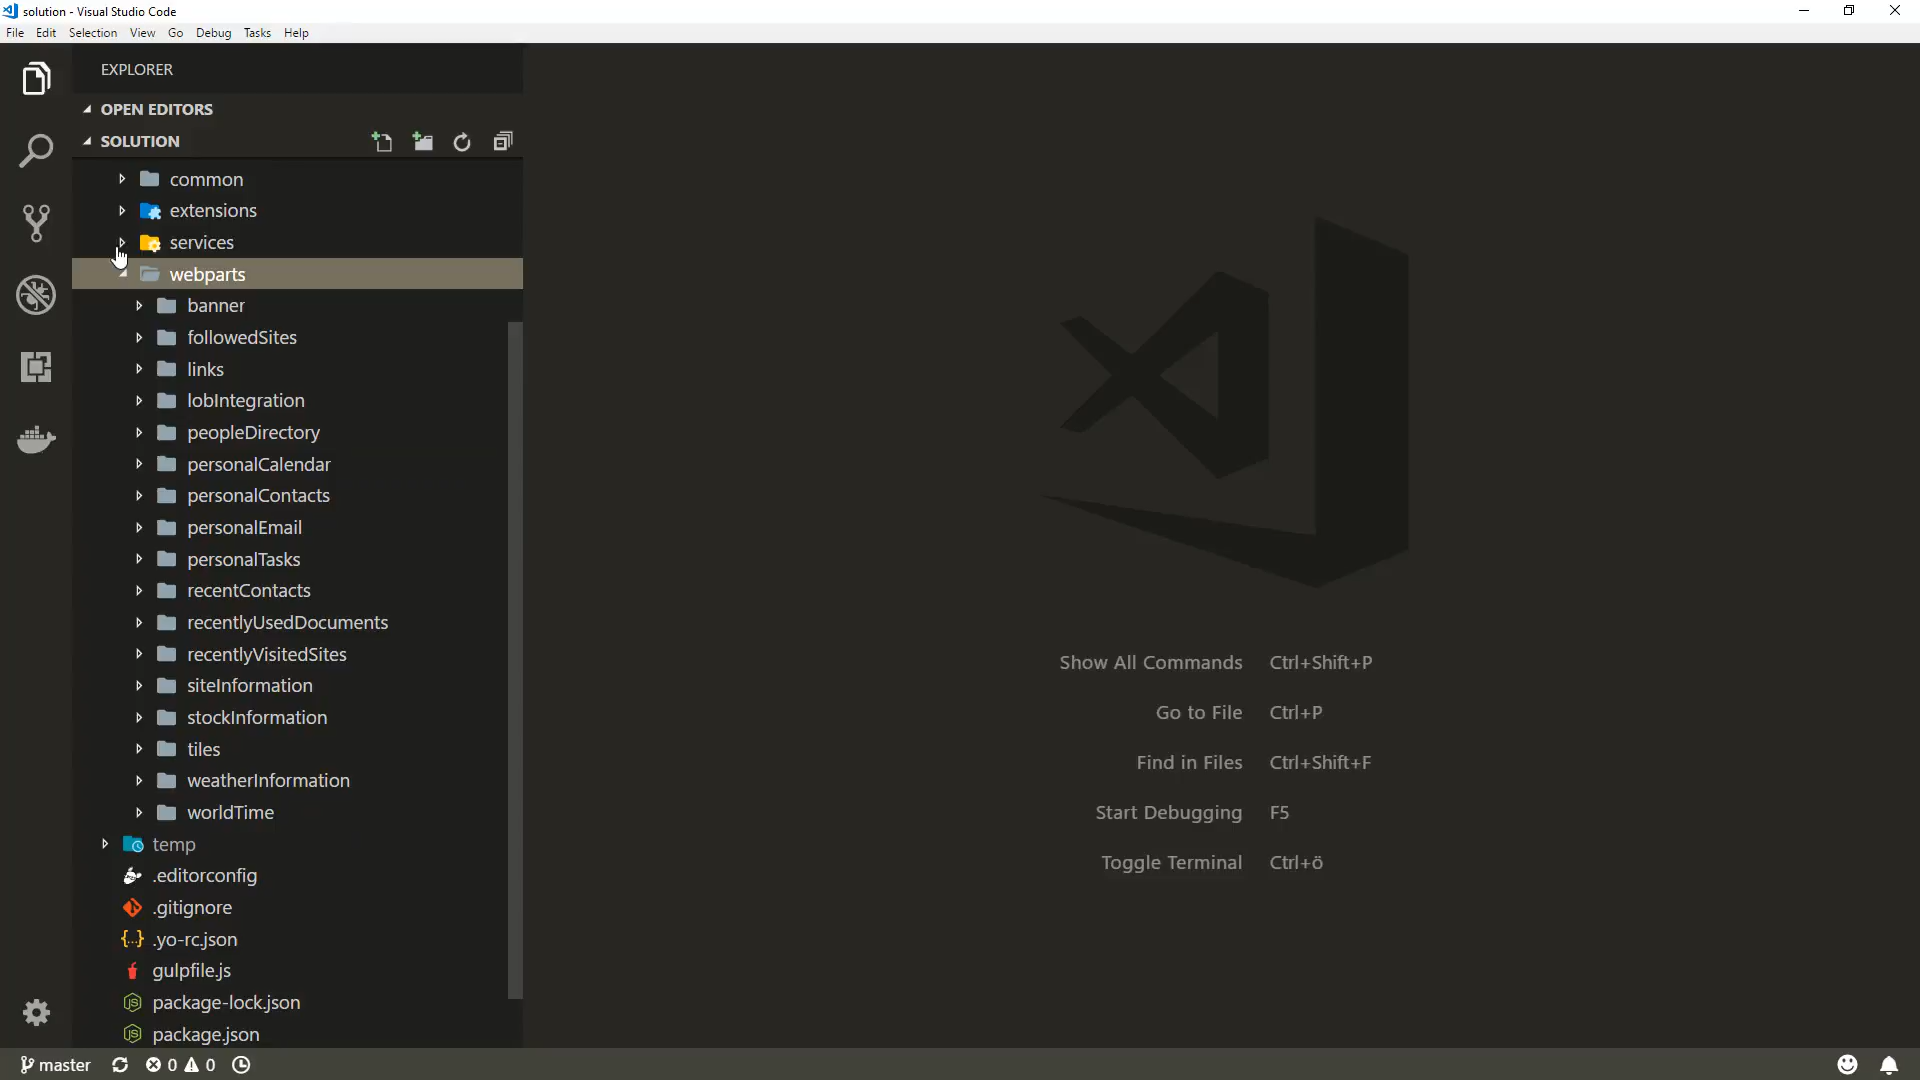 solution - Visual Studio Code
File Edit Selection View Go Debug Tasks Help
EXPLORER
OPEN EDITORS
SOLUTION
common
extensions
services
webparts
banner
followedSites
links
lobIntegration
peopleDirectory
personalCalendar
personalContacts
personalEmail
personalTasks
recentContacts
recentlyUsedDocuments
recentlyVisitedSites
siteInformation
stockInformation
tiles
weatherInformation
worldTime
temp
.editorconfig
.gitignore
{..} .yo-rc.json
gulpfile.js
JS package-lock.json
JS package.json
Show All Commands Ctrl+Shift+P
Go to File Ctrl+P
Find in Files Ctrl+Shift+F
Start Debugging F5
Toggle Terminal Ctrl+ö
master 0 0